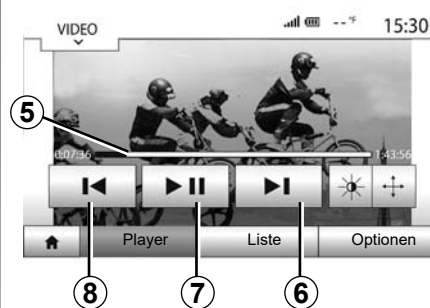 VIDEO
-- °F 15:30
5
0:07:36 1:43:56
Player Liste Optionen
8 7 6